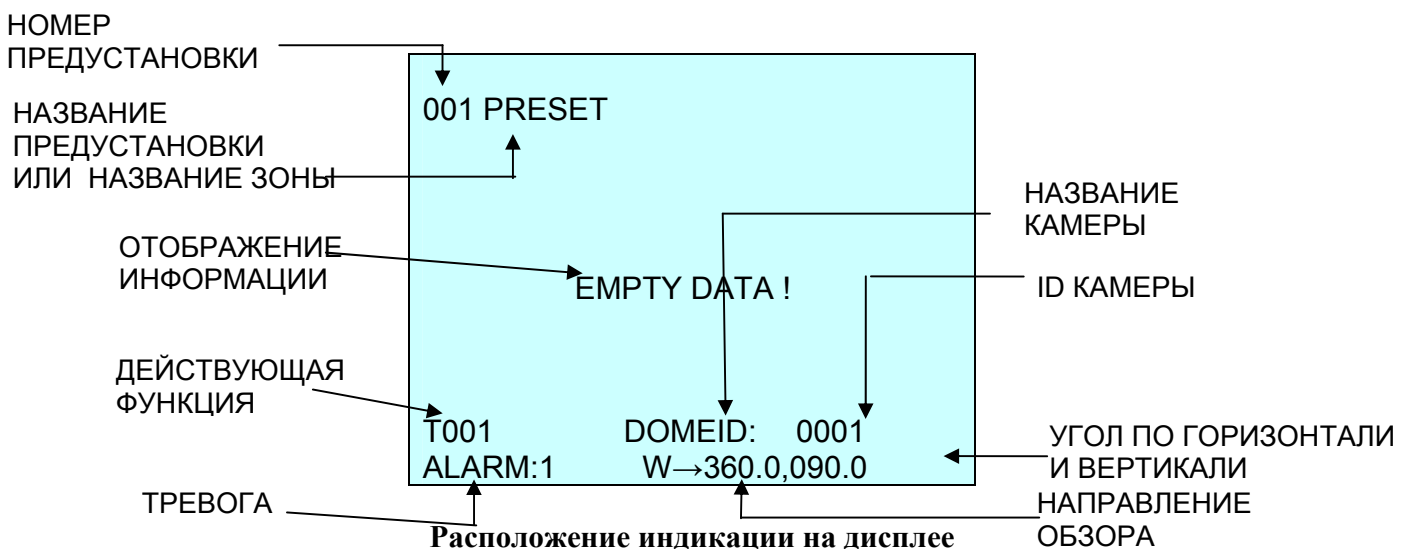 НОМЕР
ПРЕДУСТАНОВКИ
НАЗВАНИЕ
ПРЕДУСТАНОВКИ
ИЛИ НАЗВАНИЕ ЗОНЫ
ОТОБРАЖЕНИЕ
ИНФОРМАЦИИ
ДЕЙСТВУЮЩАЯ
ФУНКЦИЯ
ТРЕВОГА
001 PRESET
EMPTY DATA !
T001 DOMEID: 0001
ALARM:1 W→360.0,090.0
НАЗВАНИЕ
КАМЕРЫ
ID КАМЕРЫ
УГОЛ ПО ГОРИЗОНТАЛИ
И ВЕРТИКАЛИ
НАПРАВЛЕНИЕ
ОБЗОРА
Расположение индикации на дисплее